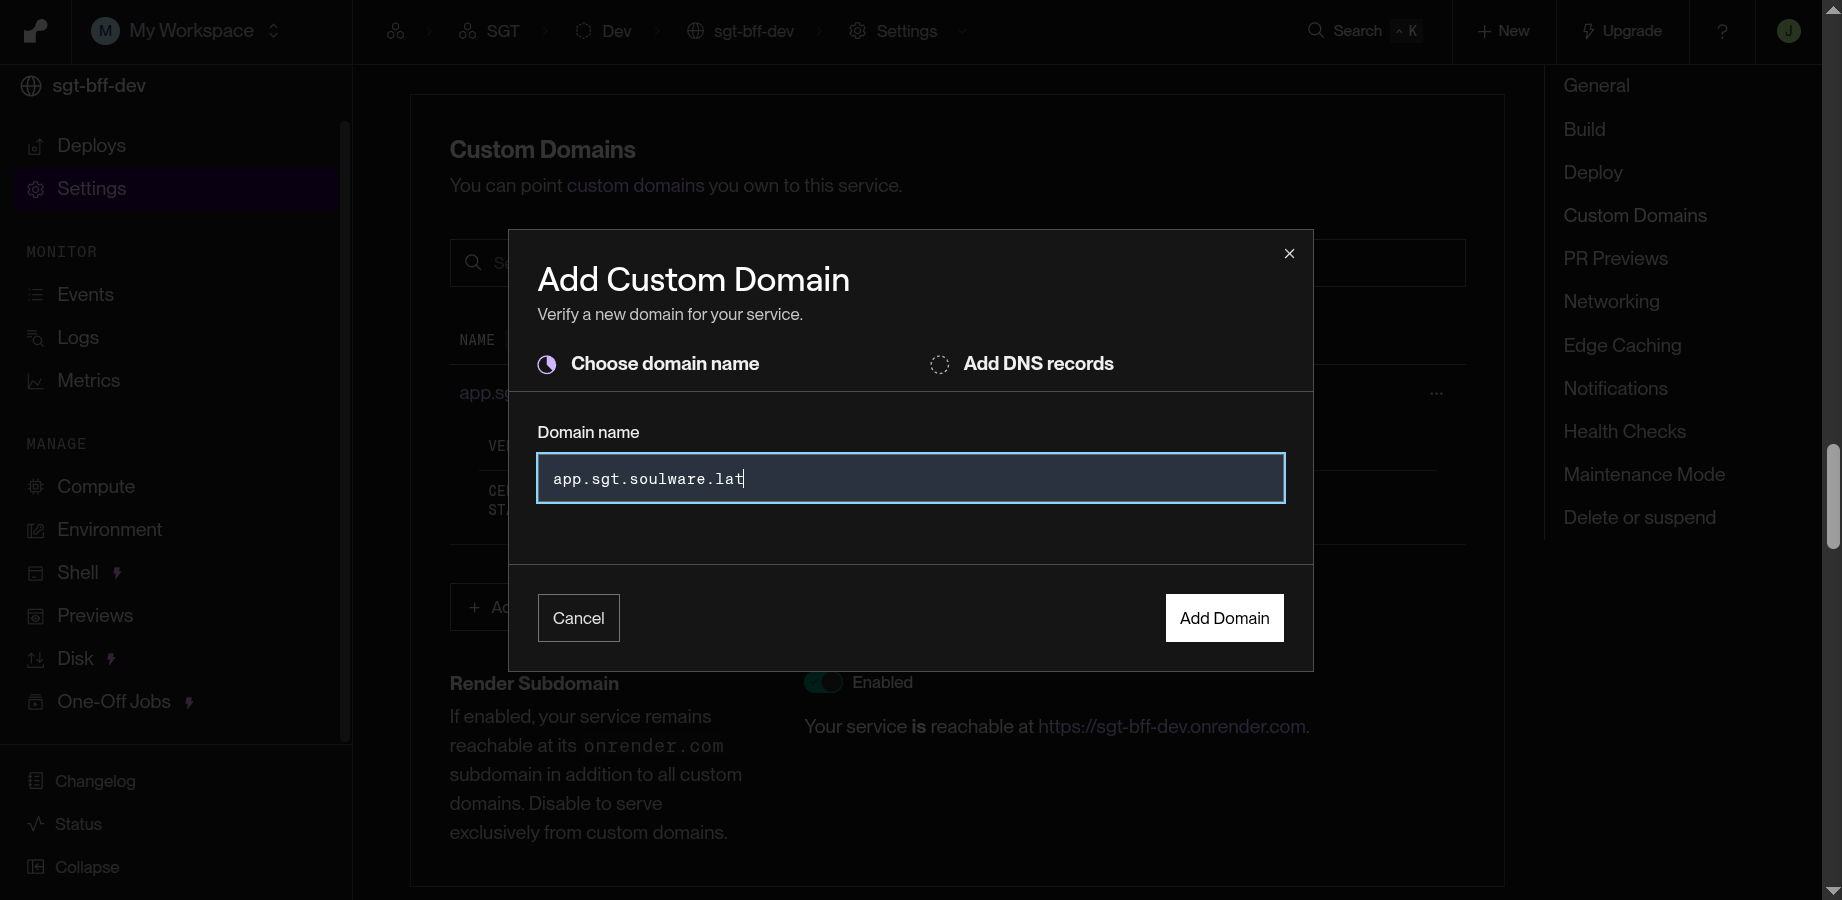 M My Workspace
SGT
Dev
sgt-bff-dev
Settings
Search ^ K
+ New
Upgrade
?
J
sgt-bff-dev
Deploys
Settings
MONITOR
Events
Logs
Metrics
MANAGE
Compute
Environment
Shell
Previews
Disk
One-Off Jobs
Changelog
Status
Collapse
Custom Domains
You can point custom domains you own to this service.
NAME
Add Custom Domain
Verify a new domain for your service.
Choose domain name
Add DNS records
Domain name
app.sgt.soulware.lat
Cancel
Add Domain
Render Subdomain
If enabled, your service remains
reachable at its onrender.com
subdomain in addition to all custom
domains. Disable to serve
exclusively from custom domains.
Enabled
Your service is reachable at https://sgt-bff-dev.onrender.com.
General
Build
Deploy
Custom Domains
PR Previews
Networking
Edge Caching
Notifications
Health Checks
Maintenance Mode
Delete or suspend